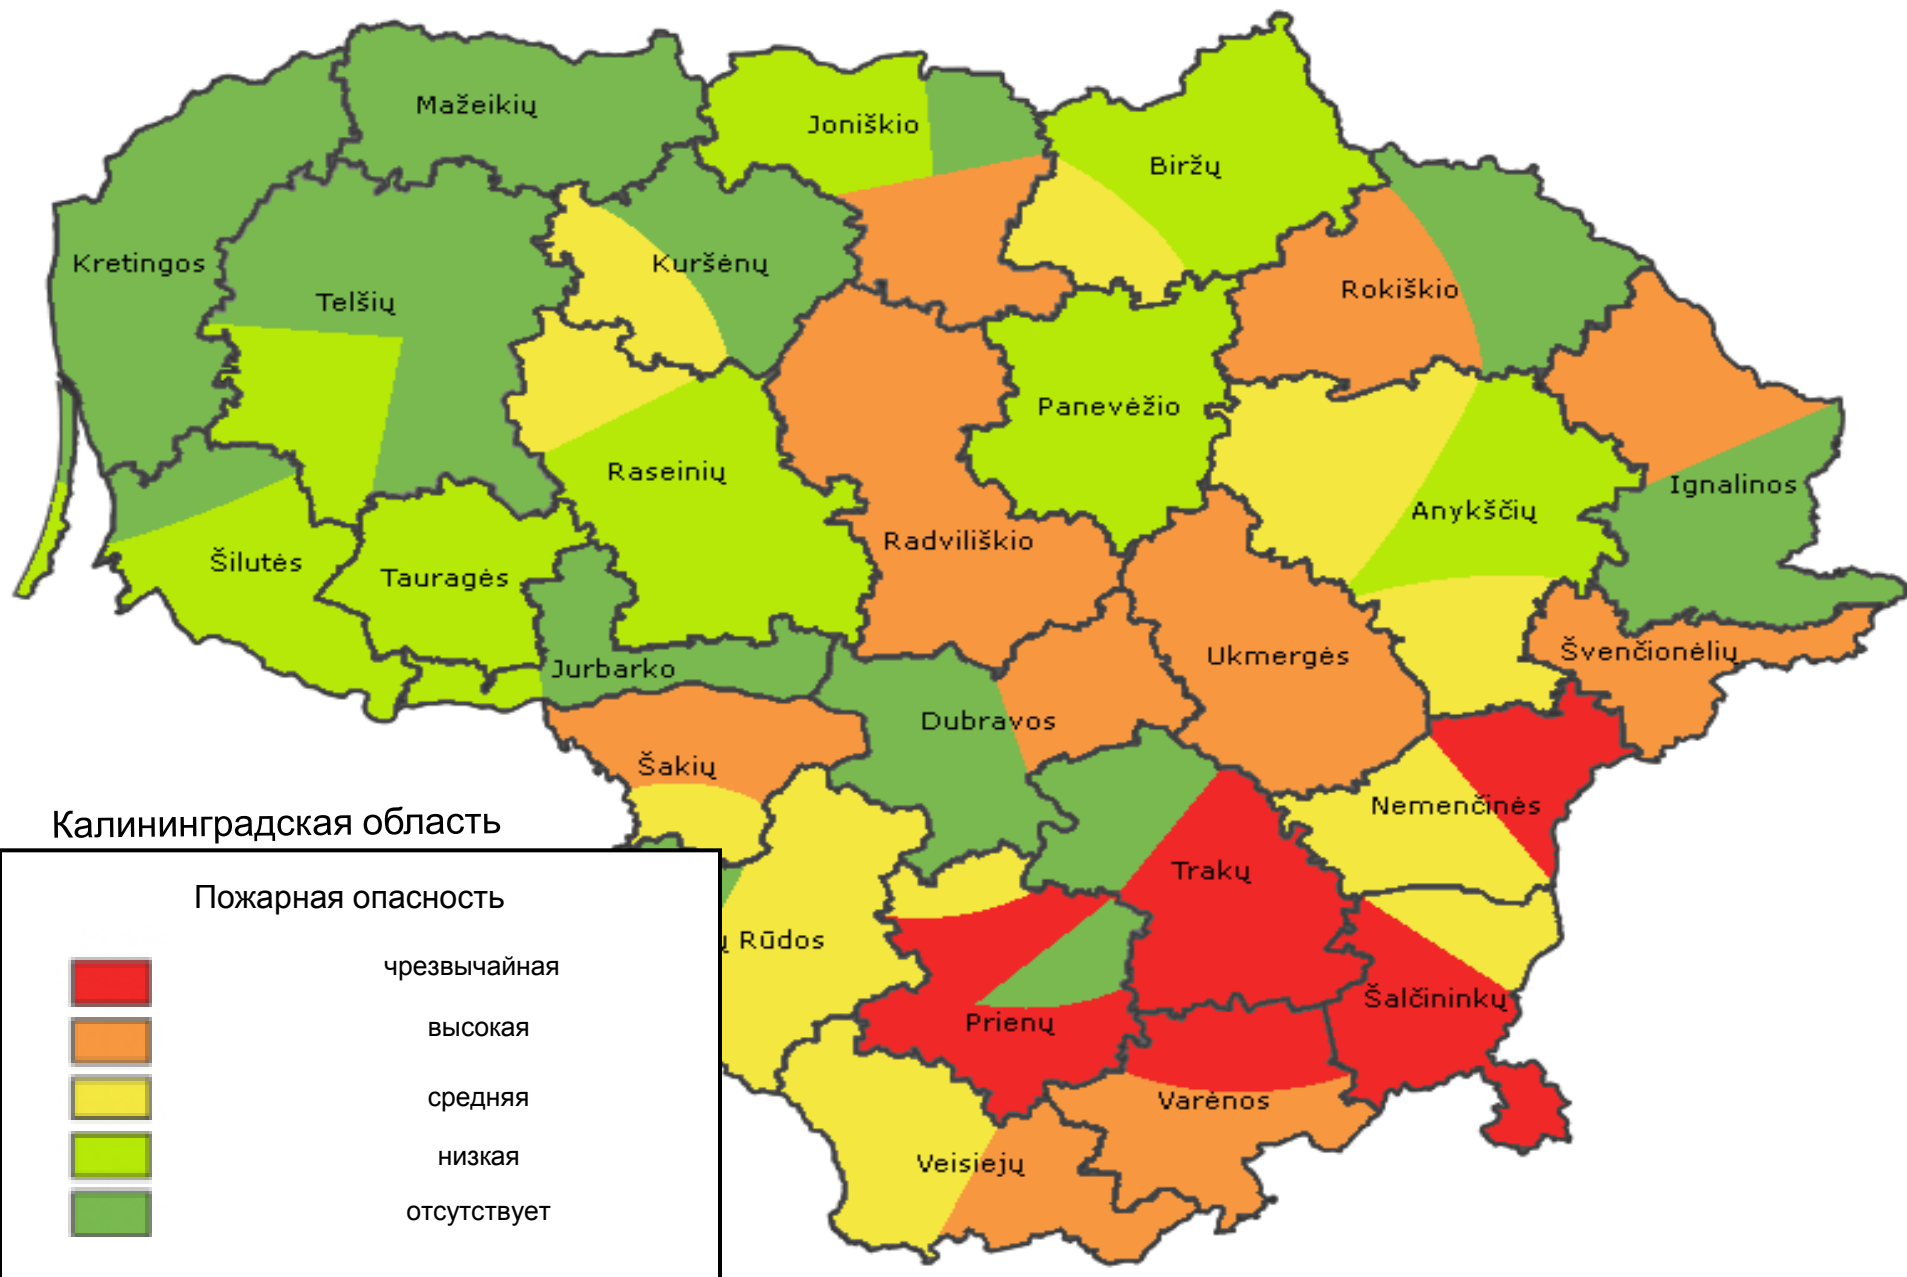 Mažeikių
Joniškio
Biržų
Kretingos
Telšių
Kuršėnų
Rokiškio
Panevėžio
Raseinių
Ignalinos
Anykščių
Radviliškio
Šilutės
Tauragės
Jurbarko
Ukmergės
Švenčionėlių
Dubravos
Šakių
Nemenčinės
Калининградская область
Trakų
Пожарная опасность
ų Rūdos
чрезвычайная
Šalčininkų
Prienų
высокая
средняя
Varėnos
низкая
Veisiejų
отсутствует